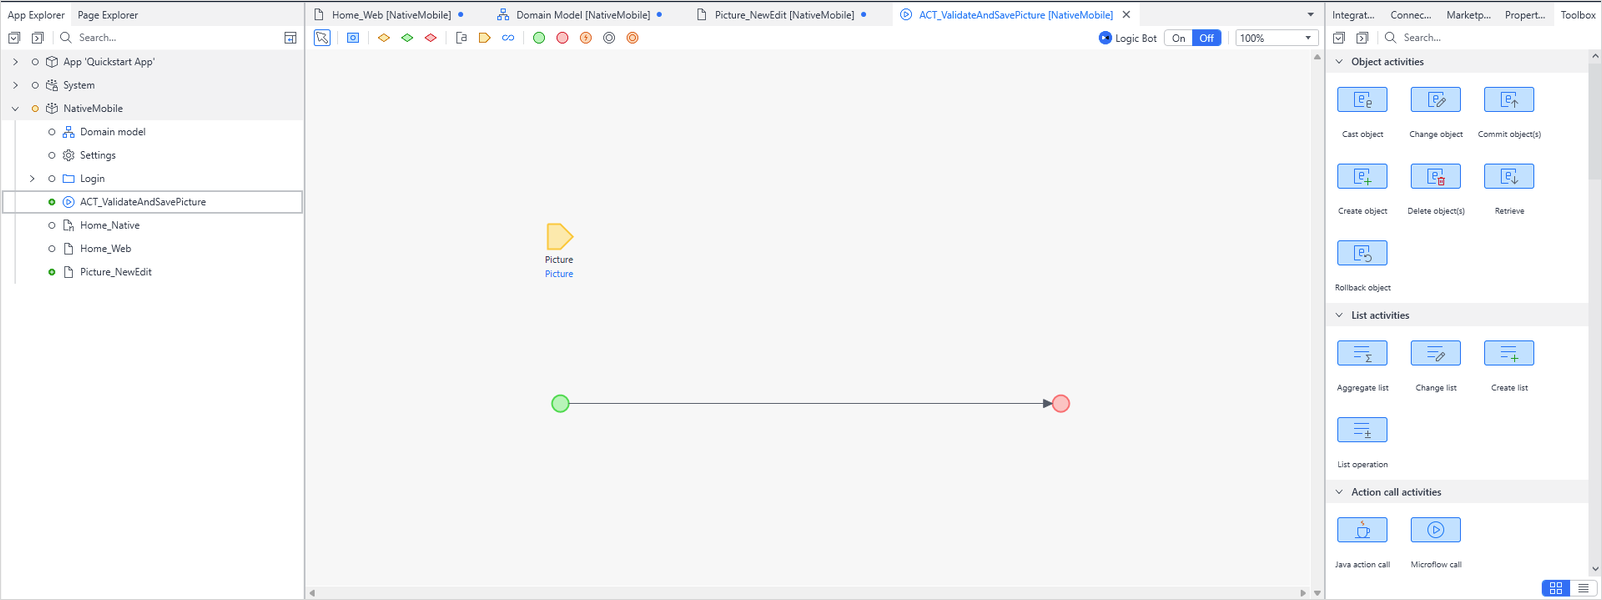 App Explorer
Page Explorer
Search...
App 'Quickstart App'
System
NativeMobile
Domain model
Settings
Login
ACT_ValidateAndSavePicture
Home_Native
Home_Web
Picture_NewEdit
Home_Web [NativeMobile]
Domain Model [NativeMobile]
Picture_NewEdit [NativeMobile]
ACT_ValidateAndSavePicture [NativeMobile]
Logic Bot
On
Off
100%
Picture
Picture
Integrat...
Connec...
Marketp...
Propert...
Toolbox
Search...
Object activities
Cast object
Change object
Commit object(s)
Create object
Delete object(s)
Retrieve
Rollback object
List activities
Aggregate list
Change list
Create list
List operation
Action call activities
Java action call
Microflow call